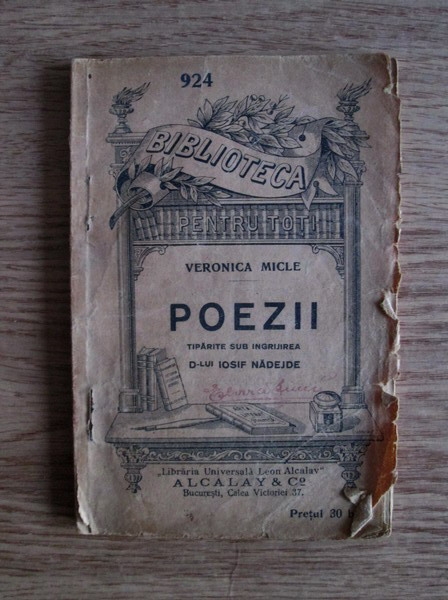 924
BIBLIOTECA
PENTRU TOTI
VERONICA MICLE
POEZII
TIPĂRITE SUB INGRIJIREA
D-LUI IOSIF NĂDEJDE
„Librăria Universală Leon Alcalay"
ALCALAY & Co
Bucureşti, Calea Victoriei 37.
Preţul 30